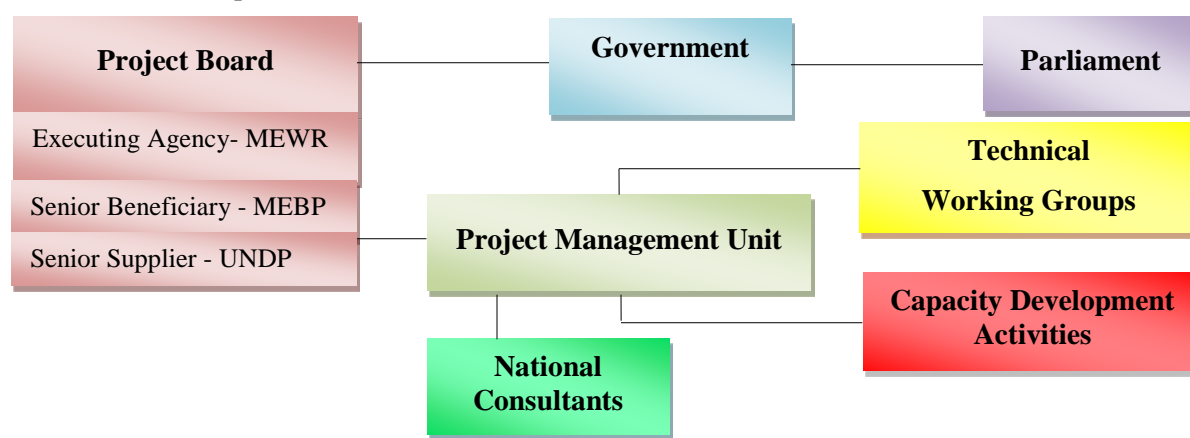 Project Board
Government
Parliament
Executing Agency- MEWR
Senior Beneficiary - MEBP
Senior Supplier - UNDP
Project Management Unit
Technical
Working Groups
Capacity Development
Activities
National
Consultants